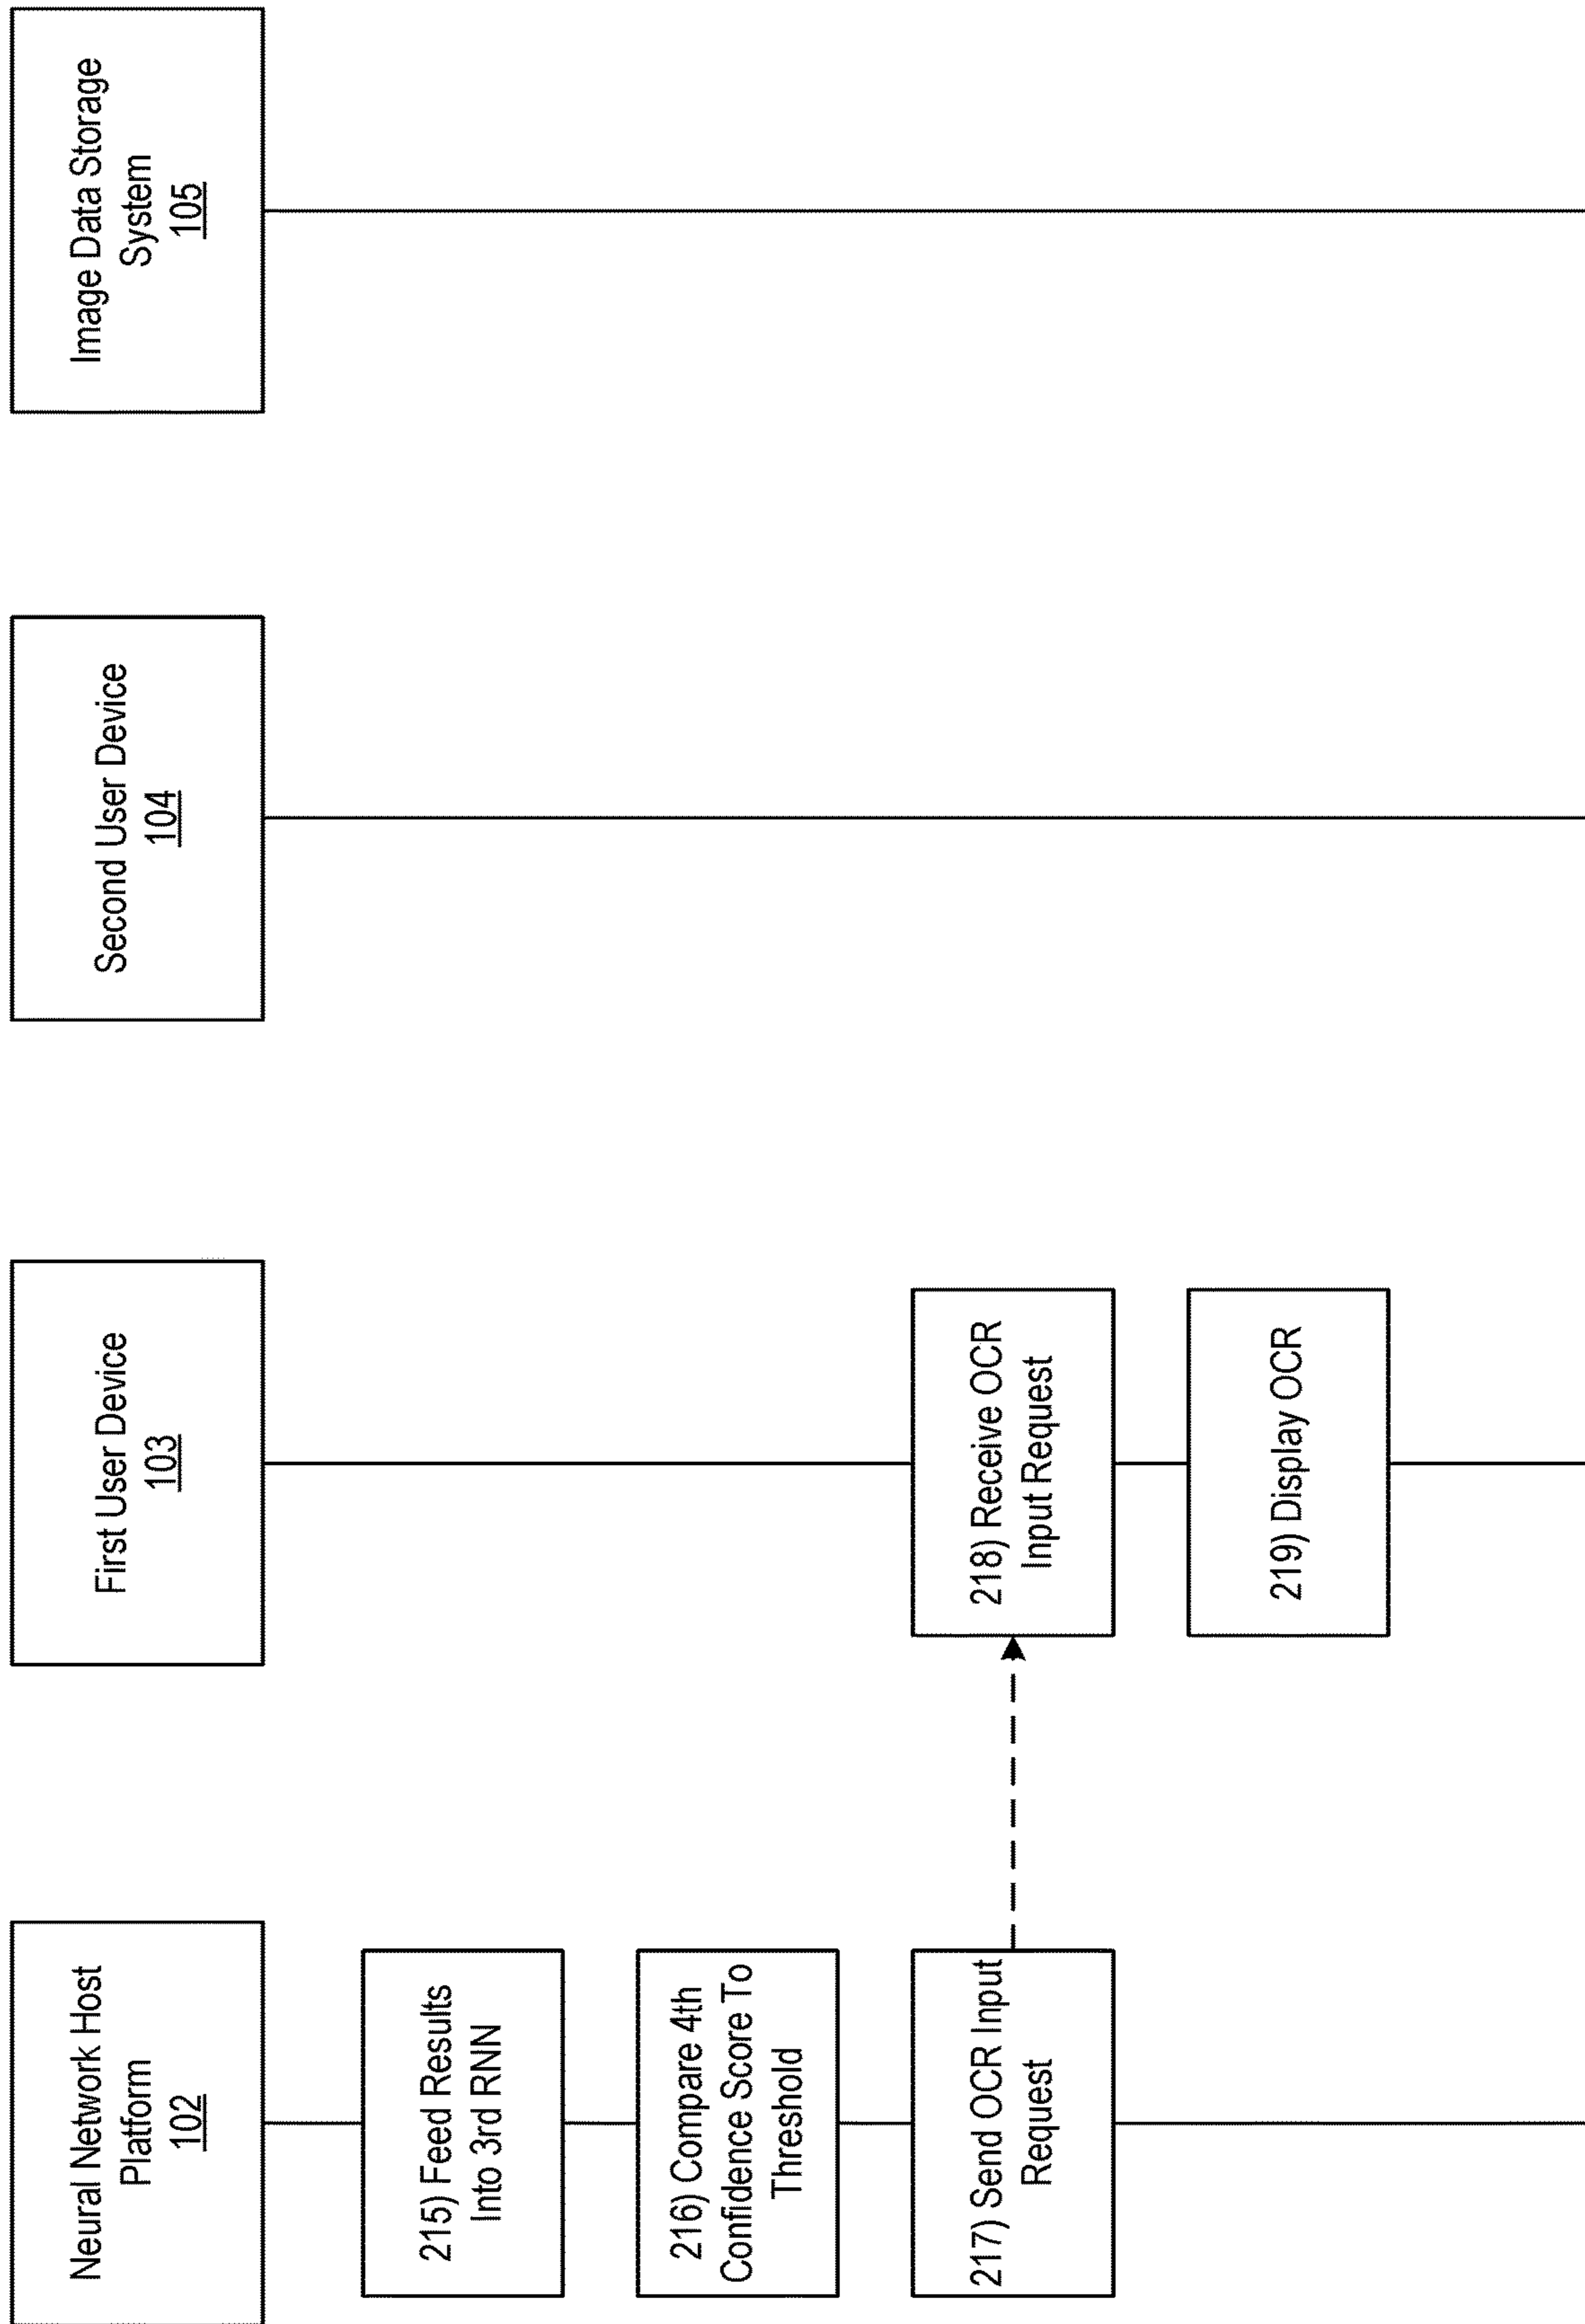 Neural Network Host
Platform
102
First User Device
103
Second User Device
104
Image Data Storage
System
105
215) Feed Results
Into 3rd RNN
216) Compare 4th
Confidence Score To
Threshold
217) Send OCR Input
Request
218) Receive OCR
Input Request
219) Display OCR